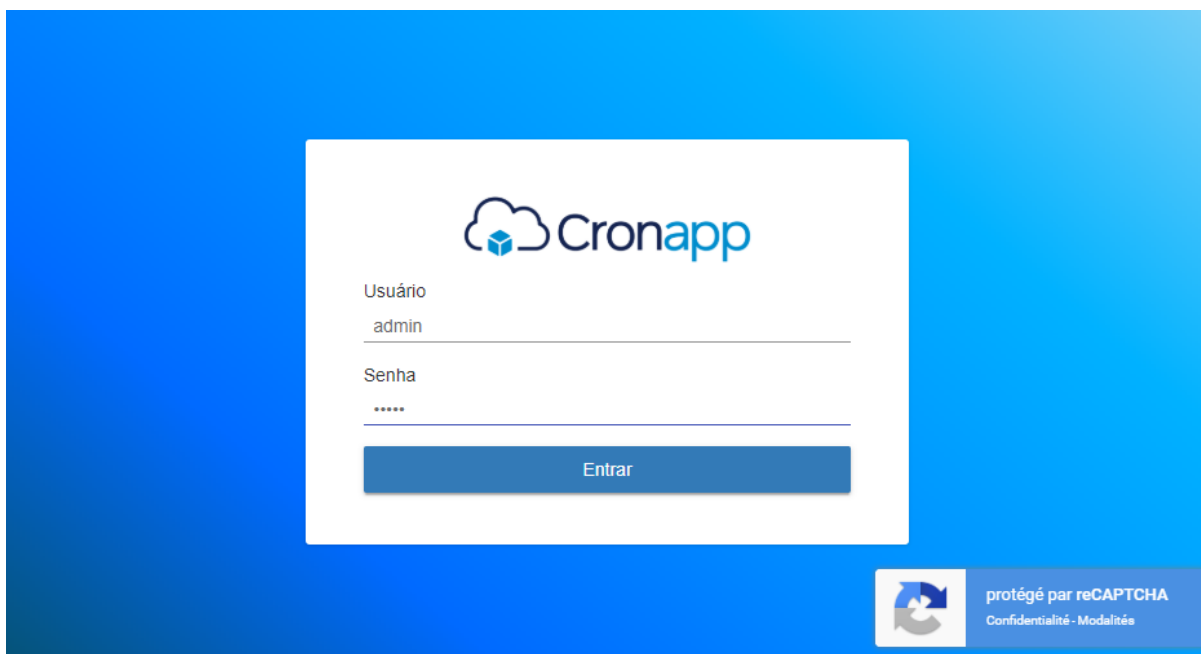 Cronapp
Usuário
admin
Senha
•••••
Entrar
protégé par reCAPTCHA
Confidentialité - Modalités